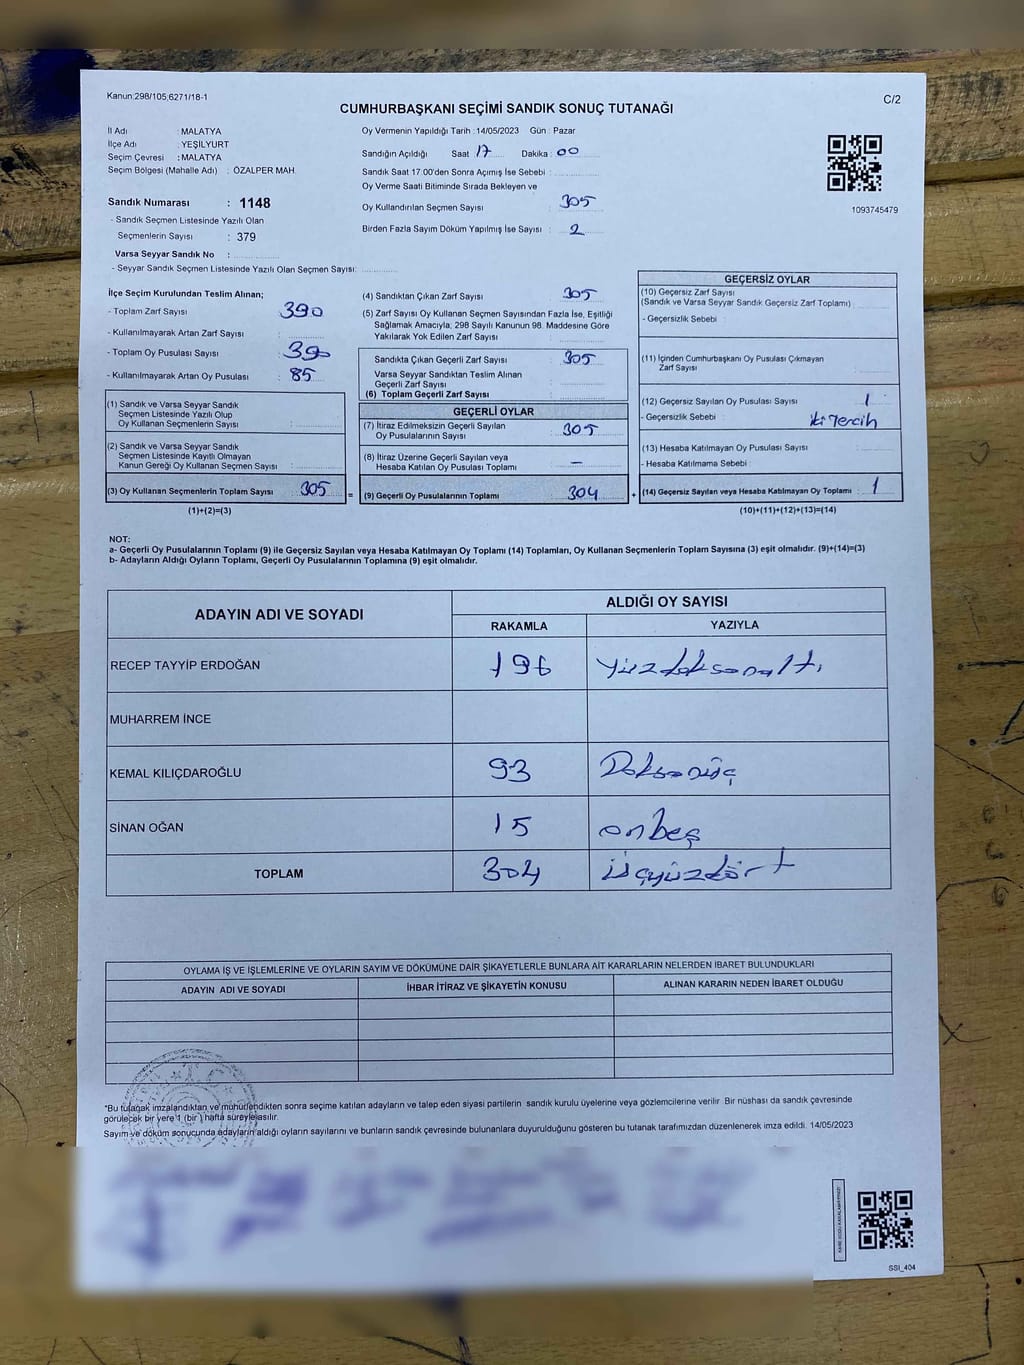 Kanun:298/105;6271/18-1
CUMHURBAŞKANI SEÇİMİ SANDIK SONUÇ TUTANAĞI
C/2
İl Adı : MALATYA
İlçe Adı : YEŞİLYURT
Seçim Çevresi : MALATYA
Seçim Bölgesi (Mahalle Adı) : ÖZALPER MAH.
Sandık Numarası : 1148
- Sandık Seçmen Listesinde Yazılı Olan
Seçmenlerin Sayısı : 379
Varsa Seyyar Sandık No :
- Seyyar Sandık Seçmen Listesinde Yazılı Olan Seçmen Sayısı:
Oy Vermenin Yapıldığı Tarih : 14/05/2023 Gün : Pazar
Sandığın Açıldığı Saat : 17 Dakika : 00
Sandık Saat 17.00'den Sonra Açımış İse Sebebi :
Oy Verme Saati Bitiminde Sırada Bekleyen ve
Oy Kullandırılan Seçmen Sayısı : 305
Birden Fazla Sayım Döküm Yapılmış İse Sayısı : 2
1093745479
İlçe Seçim Kurulundan Teslim Alınan;
- Toplam Zarf Sayısı : 390
- Kullanılmayarak Artan Zarf Sayısı :
- Toplam Oy Pusulası Sayısı : 390
- Kullanılmayarak Artan Oy Pusulası : 85
(1) Sandık ve Varsa Seyyar Sandık
Seçmen Listesinde Yazılı Olup
Oy Kullanan Seçmenlerin Sayısı :
(2) Sandık ve Varsa Seyyar Sandık
Seçmen Listesinde Kayıtlı Olmayan
Kanun Gereği Oy Kullanan Seçmen Sayısı :
(3) Oy Kullanan Seçmenlerin Toplam Sayısı : 305 =
(1)+(2)=(3)
(4) Sandıktan Çıkan Zarf Sayısı : 305
(5) Zarf Sayısı Oy Kullanan Seçmen Sayısından Fazla İse, Eşitliği
Sağlamak Amacıyla; 298 Sayılı Kanunun 98. Maddesine Göre
Yakılarak Yok Edilen Zarf Sayısı :
Sandıkta Çıkan Geçerli Zarf Sayısı : 305
Varsa Seyyar Sandıktan Teslim Alınan
Geçerli Zarf Sayısı :
(6) Toplam Geçerli Zarf Sayısı :
GEÇERLİ OYLAR
(7) İtiraz Edilmeksizin Geçerli Sayılan
Oy Pusulalarının Sayısı : 305
(8) İtiraz Üzerine Geçerli Sayılan veya
Hesaba Katılan Oy Pusulası Toplamı : –
(9) Geçerli Oy Pusulalarının Toplamı : 304 +
GEÇERSİZ OYLAR
(10) Geçersiz Zarf Sayısı
(Sandık ve Varsa Seyyar Sandık Geçersiz Zarf Toplamı) :
- Geçersizlik Sebebi :
(11) İçinden Cumhurbaşkanı Oy Pusulası Çıkmayan
Zarf Sayısı :
(12) Geçersiz Sayılan Oy Pusulası Sayısı : 1
- Geçersizlik Sebebi : iki Tercih
(13) Hesaba Katılmayan Oy Pusulası Sayısı :
- Hesaba Katılmama Sebebi :
(14) Geçersiz Sayılan veya Hesaba Katılmayan Oy Toplamı : 1
(10)+(11)+(12)+(13)=(14)
NOT:
a- Geçerli Oy Pusulalarının Toplamı (9) ile Geçersiz Sayılan veya Hesaba Katılmayan Oy Toplamı (14) Toplamları, Oy Kullanan Seçmenlerin Toplam Sayısına (3) eşit olmalıdır. (9)+(14)=(3)
b- Adayların Aldığı Oyların Toplamı, Geçerli Oy Pusulalarının Toplamına (9) eşit olmalıdır.
ADAYIN ADI VE SOYADI
ALDIĞI OY SAYISI
RAKAMLA YAZIYLA
RECEP TAYYİP ERDOĞAN 196 Yüzdoksanaltı
MUHARREM İNCE
KEMAL KILIÇDAROĞLU 93 Doksanüç
SİNAN OĞAN 15 onbeş
TOPLAM 304 üçyüzdört
OYLAMA İŞ VE İŞLEMLERİNE VE OYLARIN SAYIM VE DÖKÜMÜNE DAİR ŞİKAYETLERLE BUNLARA AİT KARARLARIN NELERDEN İBARET BULUNDUKLARI
ADAYIN ADI VE SOYADI İHBAR İTİRAZ VE ŞİKAYETİN KONUSU ALINAN KARARIN NEDEN İBARET OLDUĞU
*Bu tutanak imzalandıktan ve mühürlendikten sonra seçime katılan adayların ve talep eden siyasi partilerin sandık kurulu üyelerine veya gözlemcilerine verilir. Bir nüshası da sandık çevresinde
görülecek bir yere 1 (bir ) hafta süreyle asılır.
Sayım ve döküm sonucunda adayların aldığı oyların sayılarını ve bunların sandık çevresinde bulunanlara duyurulduğunu gösteren bu tutanak tarafımızdan düzenlenerek imza edildi. 14/05/2023
SSI_404